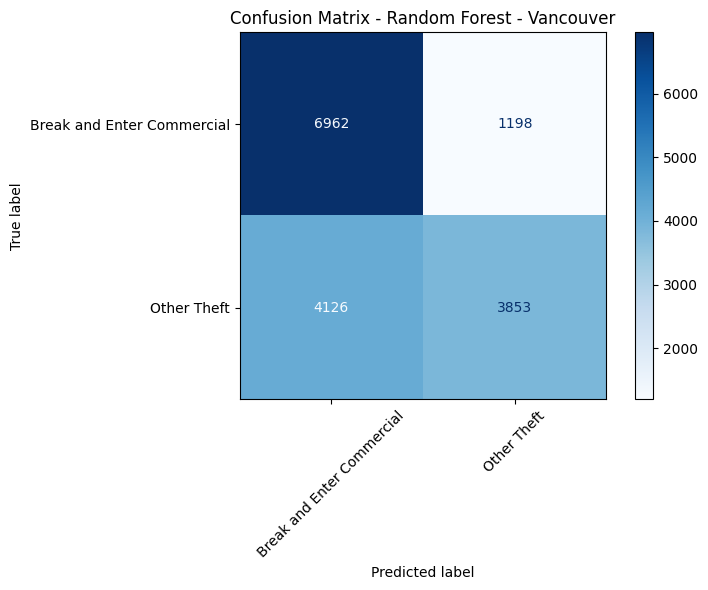 Confusion Matrix - Random Forest - Vancouver
Break and Enter Commercial
6962
1198
Other Theft
4126
3853
True label
Break and Enter Commercial
Other Theft
Predicted label
6000
5000
4000
3000
2000